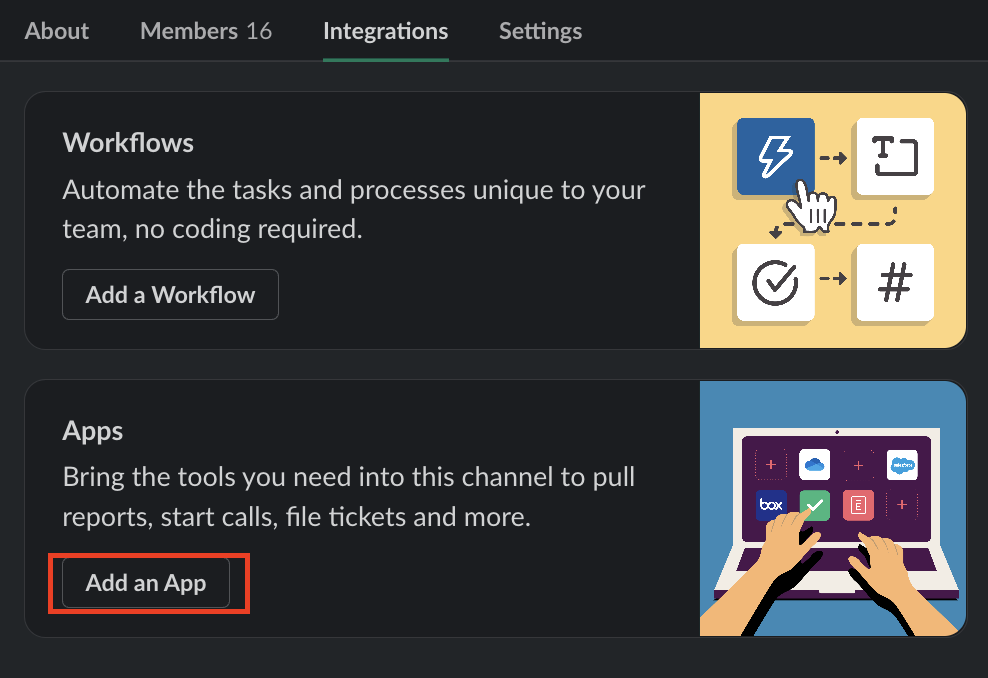 About Members 16 Integrations Settings
Workflows
Automate the tasks and processes unique to your
team, no coding required.
Add a Workflow
Apps
Bring the tools you need into this channel to pull
reports, start calls, file tickets and more.
Add an App
box